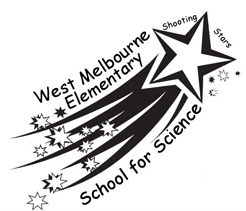 West Melbourne
Elementary
Shooting
Stars
School for Science